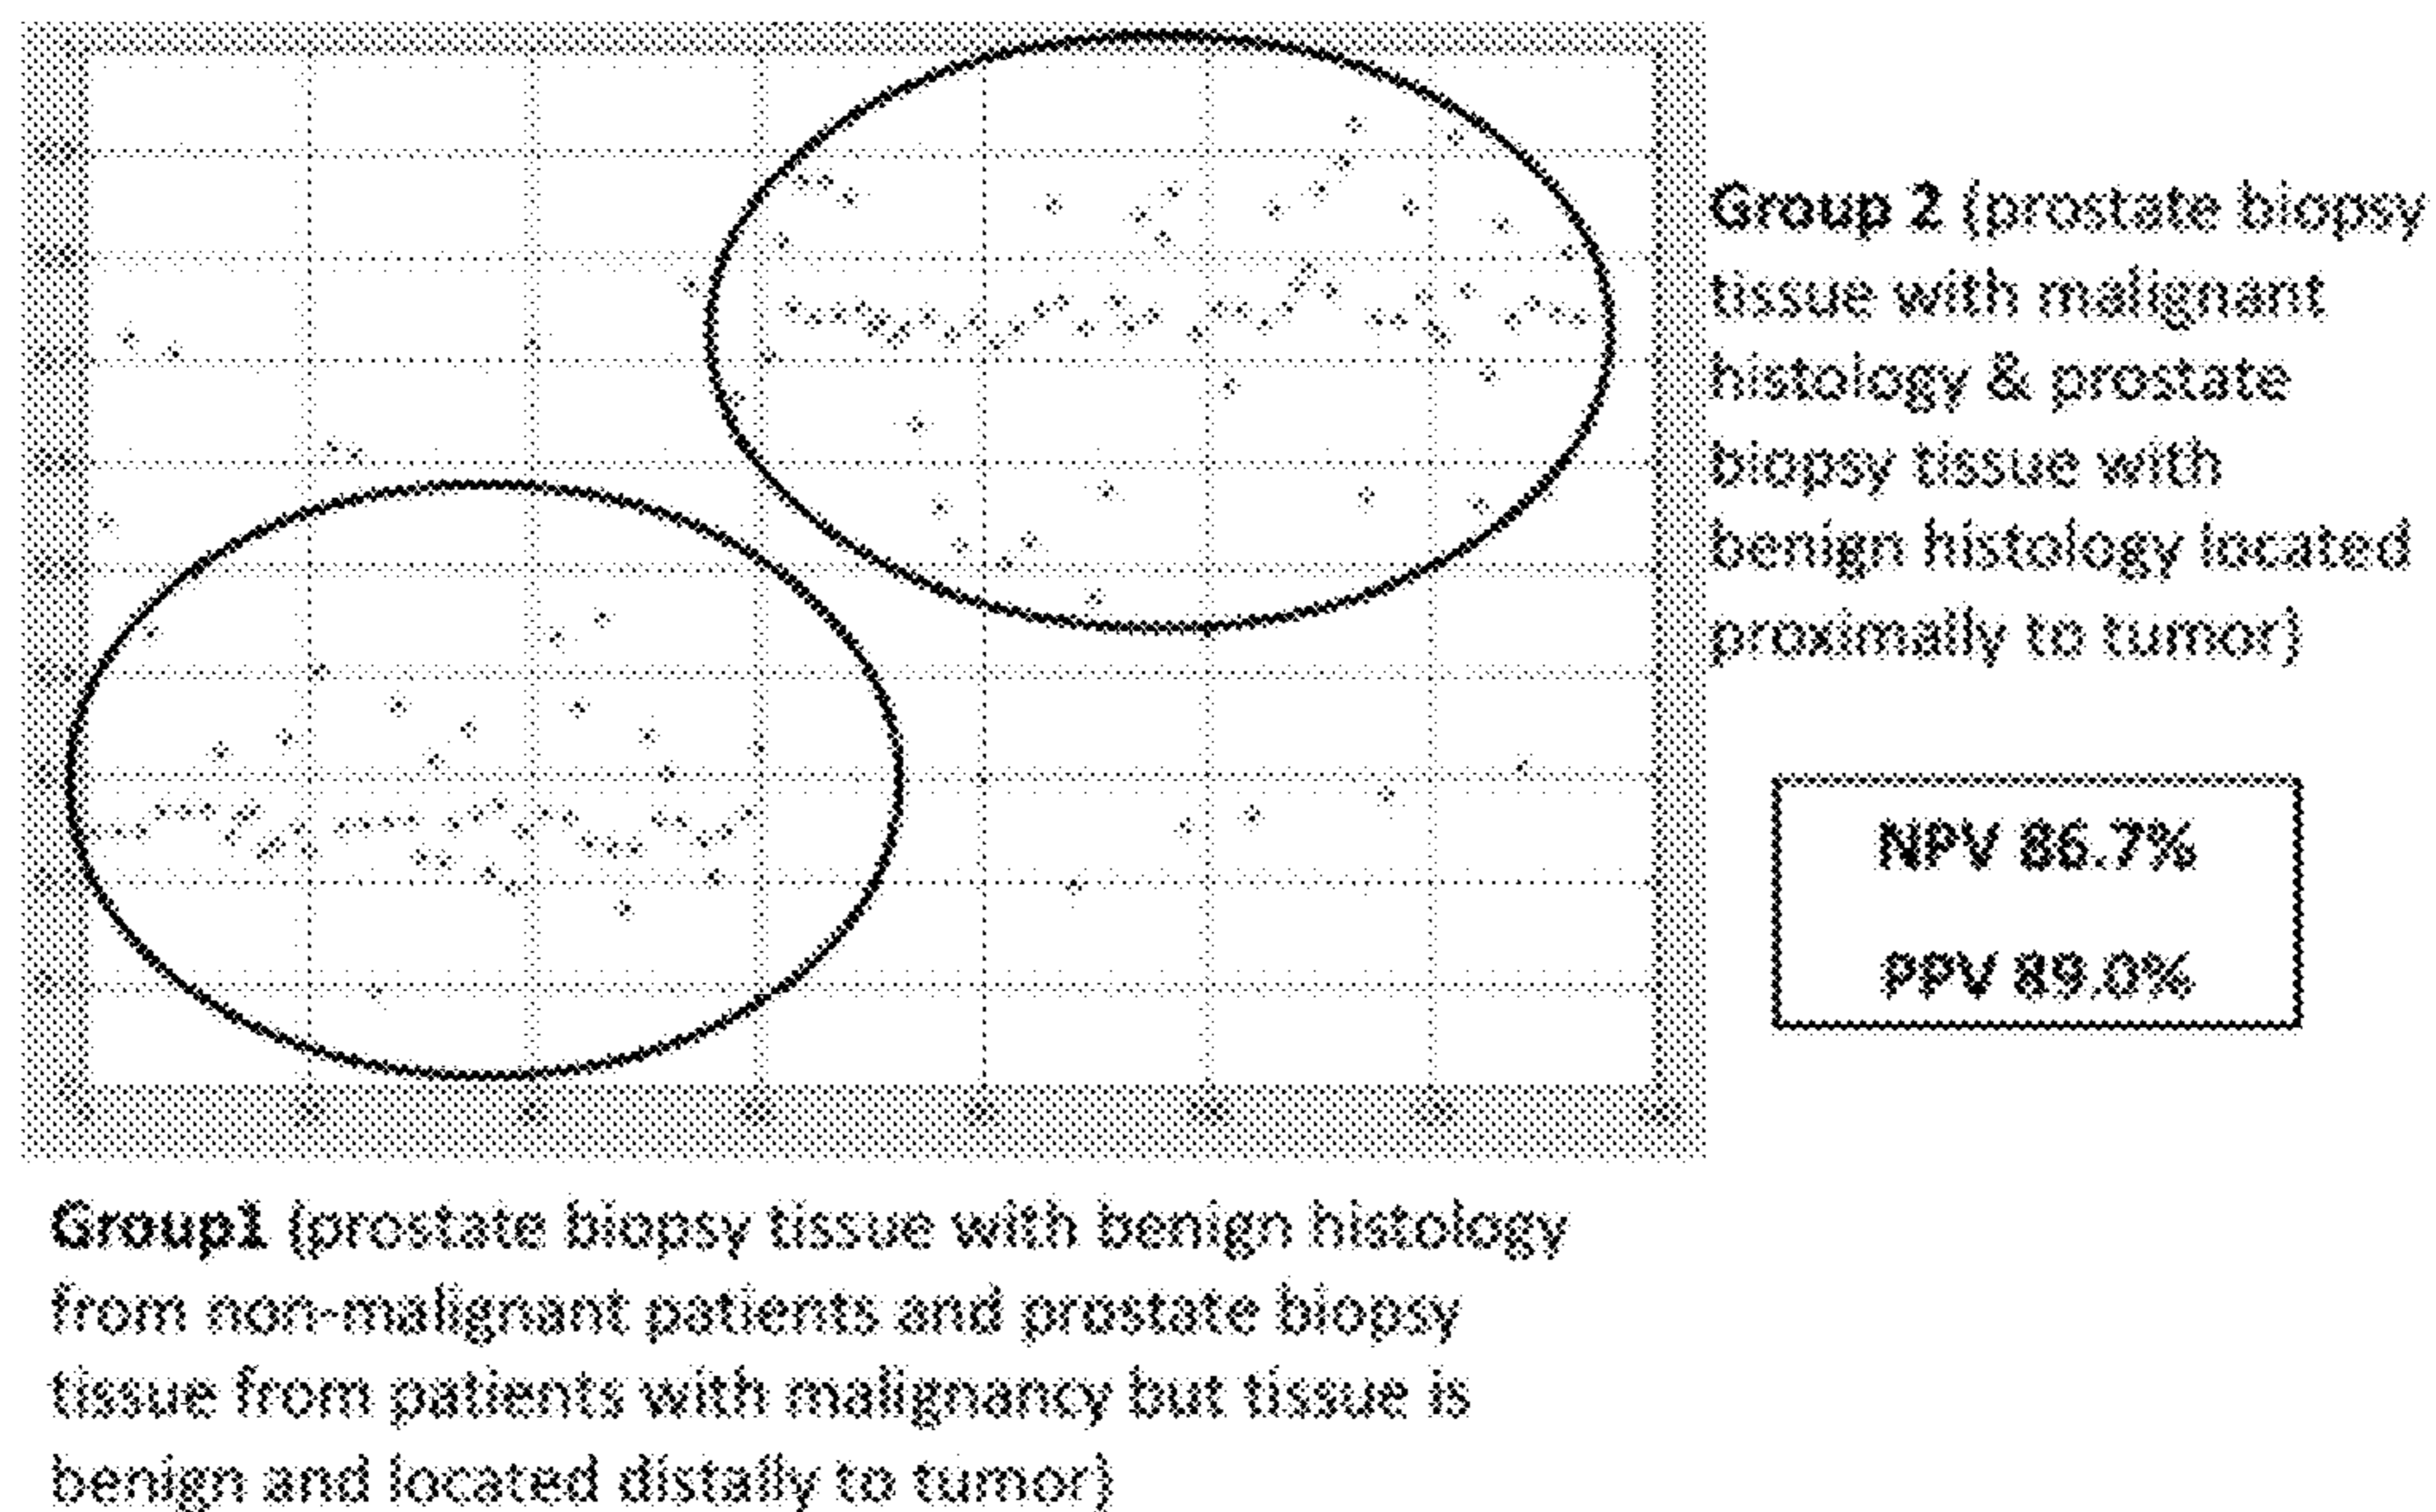 Group 2 (prostate biopsy
tissue with malignant
histology & prostate
biopsy tissue with
benign histology located
proximally to tumor)
NPV 86.7%
PPV 89.0%
Group1 (prostate biopsy tissue with benign histology
from non-malignant patients and prostate biopsy
tissue from patients with malignancy but tissue is
benign and located distally to tumor)